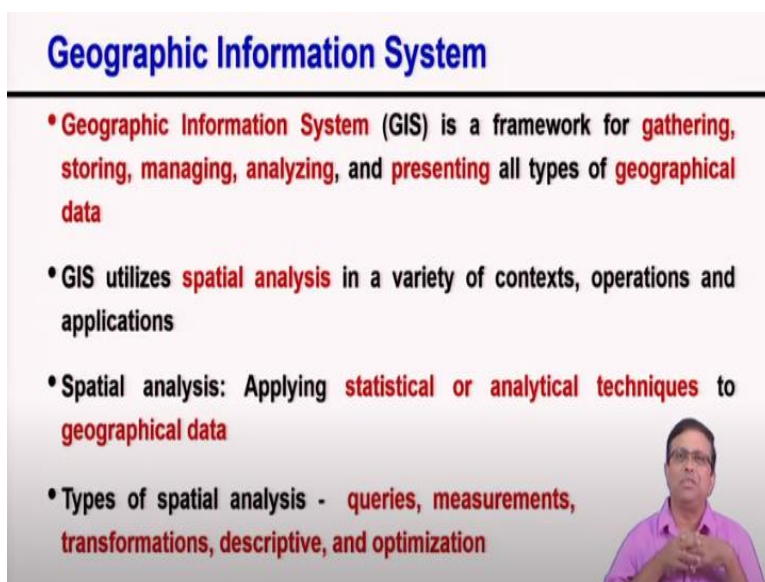 Geographic Information System
• Geographic Information System (GIS) is a framework for gathering,
storing, managing, analyzing, and presenting all types of geographical
data
• GIS utilizes spatial analysis in a variety of contexts, operations and
applications
• Spatial analysis: Applying statistical or analytical techniques to
geographical data
• Types of spatial analysis - queries, measurements,
transformations, descriptive, and optimization